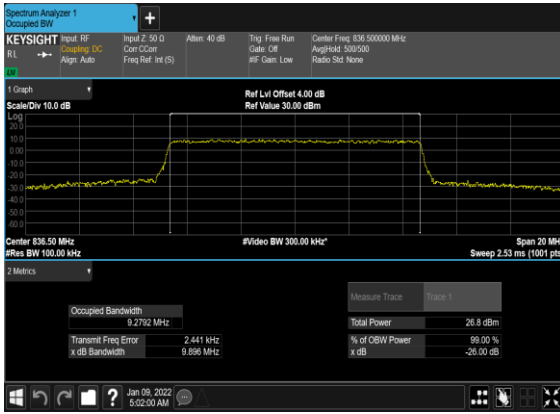 Spectrum Analyzer 1
Occupied BW
KEYSIGHT Input: RF Input Z: 50 Ω Atten: 40 dB Trig: Free Run Center Freq: 836.500000 MHz
RL Coupling: DC Corr CCorr Gate: Off Avg|Hold: 500/500
Align: Auto Freq Ref: Int (S) #IF Gain: Low Radio Std: None
1 Graph
Ref Lvl Offset 4.00 dB
Scale/Div 10.0 dB Ref Value 30.00 dBm
Log
20.0
10.0
0.00
-10.0
-20.0
-30.0
-40.0
-50.0
-60.0
Center 836.50 MHz #Video BW 300.00 kHz* Span 20 MH
#Res BW 100.00 kHz Sweep 2.53 ms (1001 pts
2 Metrics
Measure Trace Trace 1
Occupied Bandwidth
9.2792 MHz Total Power 26.8 dBm
Transmit Freq Error 2.441 kHz % of OBW Power 99.00 %
x dB Bandwidth 9.896 MHz x dB -26.00 dB
? Jan 09, 2022
5:02:00 AM